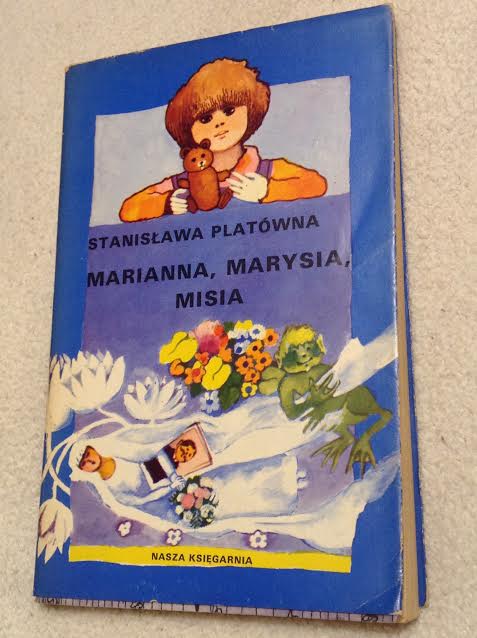 STANISŁAWA PLATÓWNA
MARIANNA, MARYSIA,
MISIA
NASZA KSIĘGARNIA